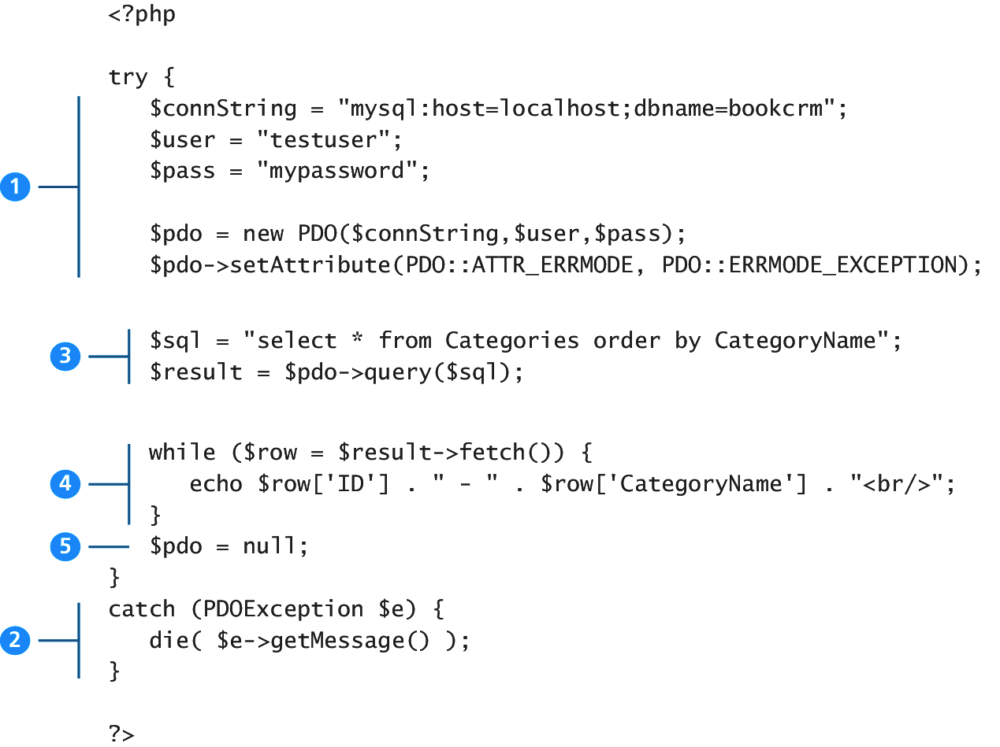 <?php
try {
$connString = "mysql:host=localhost;dbname=bookcrm";
$user = "testuser";
$pass = "mypassword";
1
$pdo = new PDO($connString,$user,$pass);
$pdo->setAttribute(PDO::ATTR_ERRMODE, PDO::ERRMODE_EXCEPTION);
3
$sql = "select * from Categories order by CategoryName";
$result = $pdo->query($sql);
while ($row = $result->fetch()) {
4
echo $row['ID'] . " - " . $row['CategoryName'] . "<br/>";
}
5
$pdo = null;
}
catch (PDOException $e) {
2
die( $e->getMessage() );
}
?>